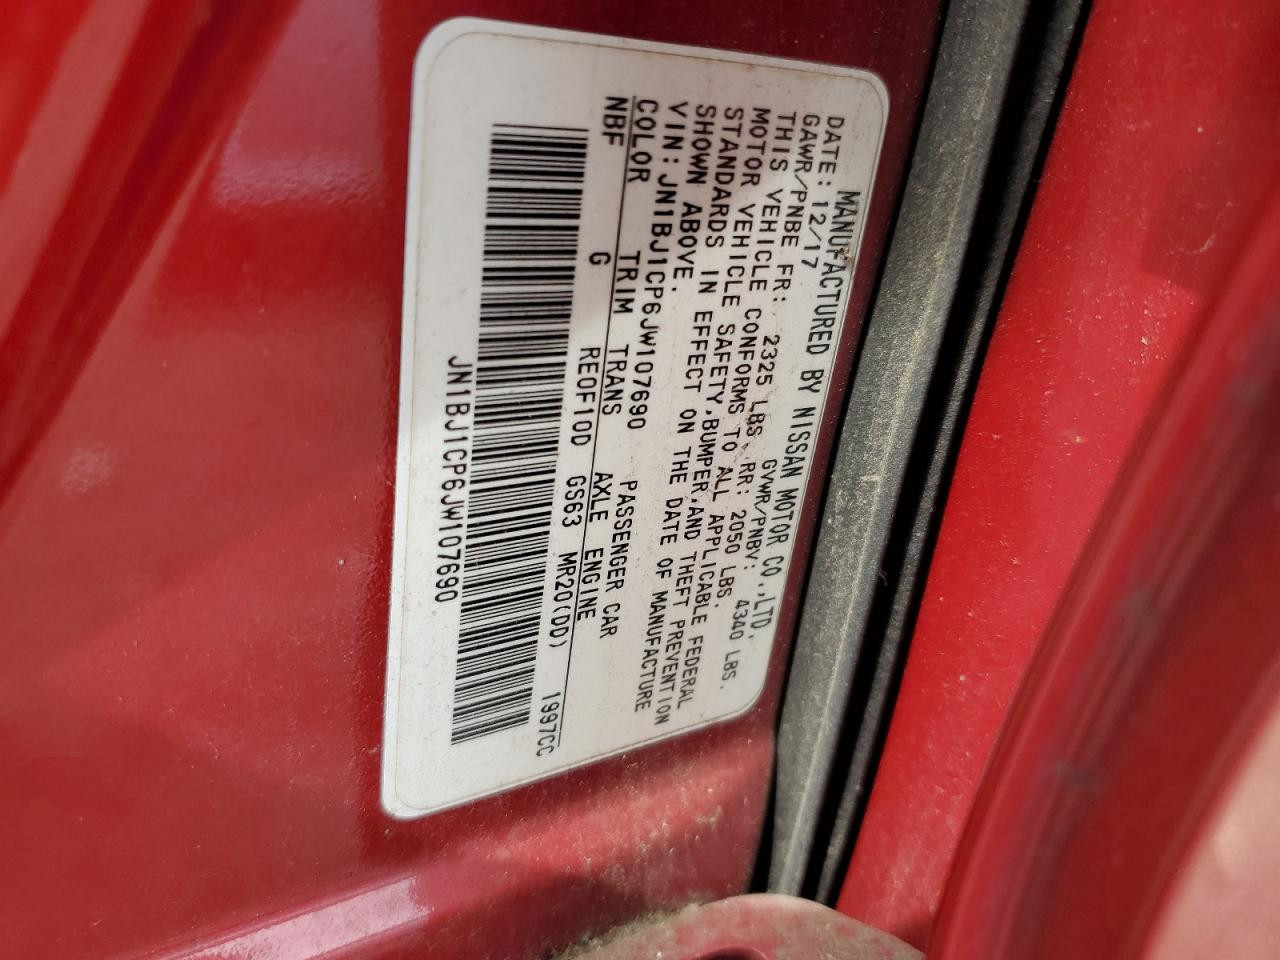 MANUFACTURED BY NISSAN MOTOR CO.,LTD.
DATE: 12/17 GVWR/PNBV: 4340 LBS.
GAWR/PNBE FR: 2325 LBS. RR: 2050 LBS.
THIS VEHICLE CONFORMS TO ALL APPLICABLE FEDERAL
MOTOR VEHICLE SAFETY,BUMPER,AND THEFT PREVENTION
STANDARDS IN EFFECT ON THE DATE OF MANUFACTURE
SHOWN ABOVE.
VIN: JN1BJ1CP6JW107690 PASSENGER CAR
COLOR TRIM TRANS AXLE ENGINE
NBF G RE0F10D GS63 MR20(DD) 1997CC
JN1BJ1CP6JW107690